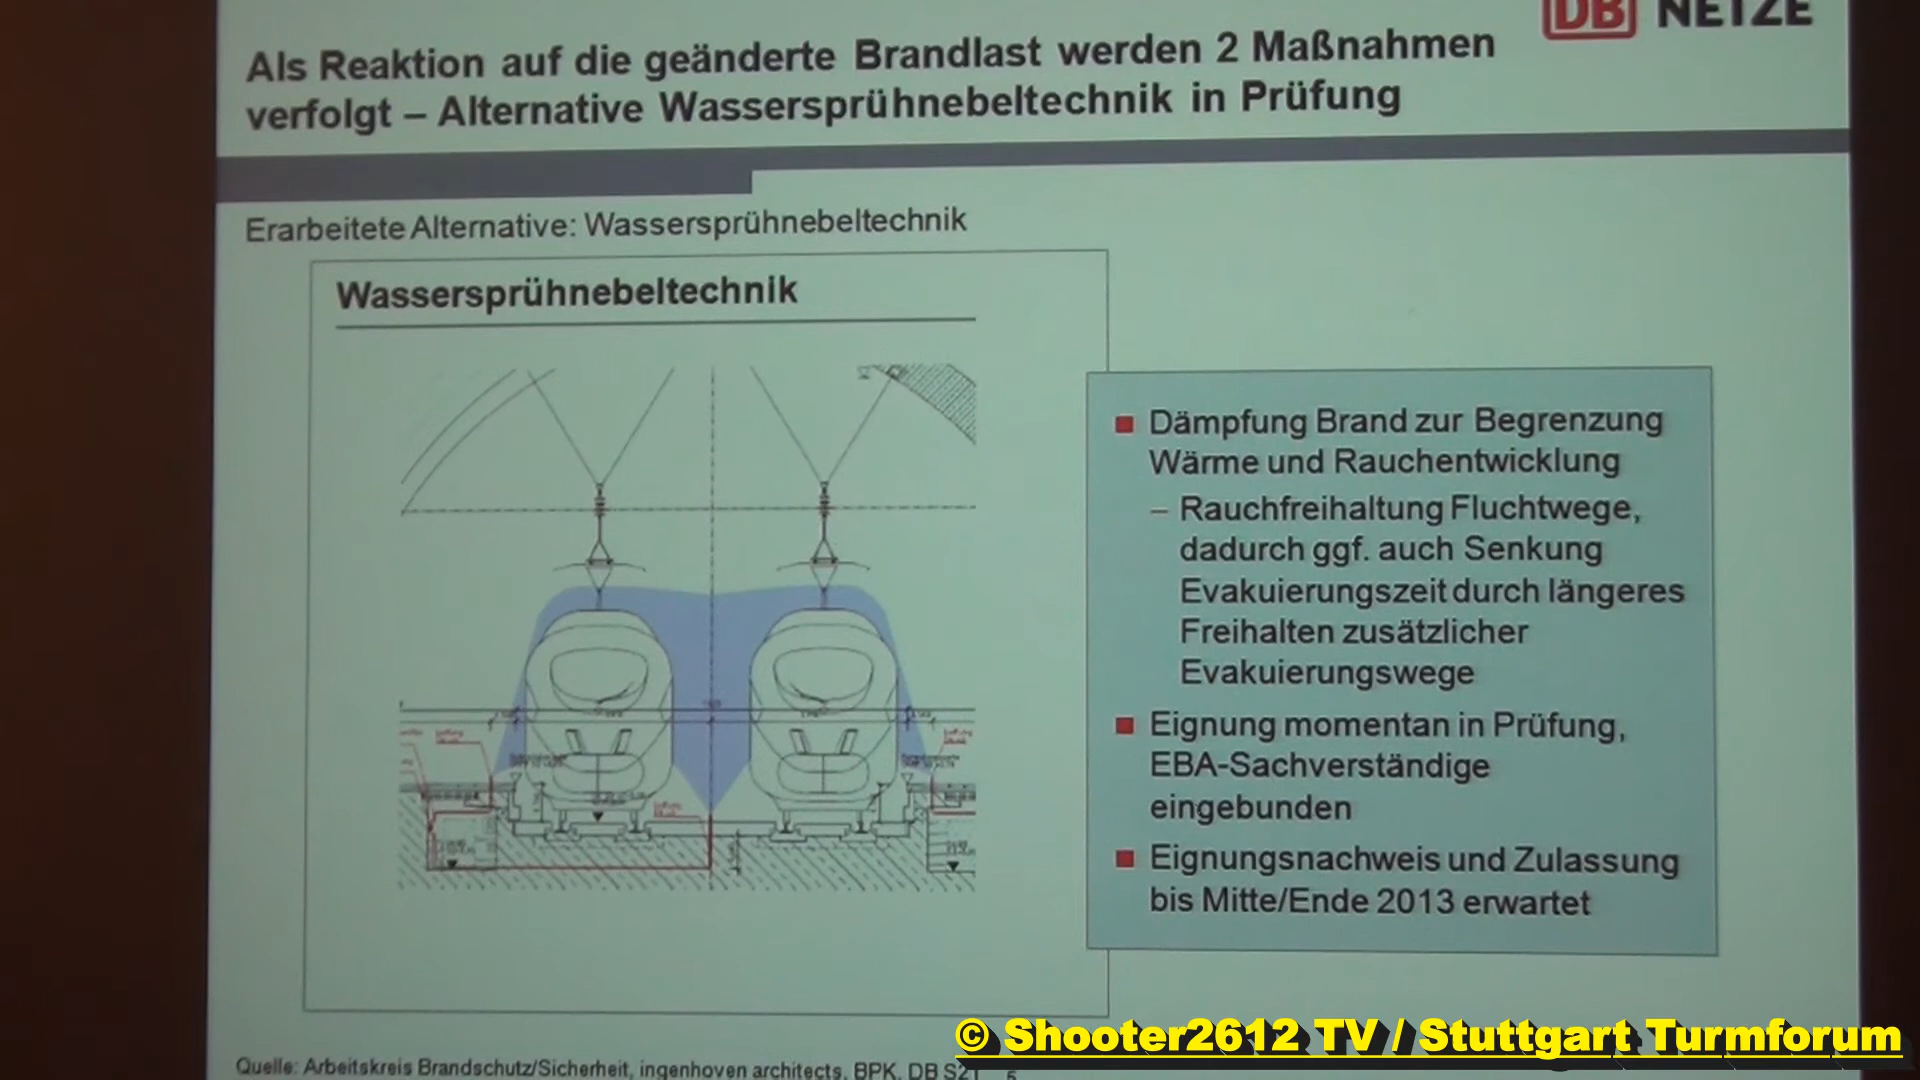 DB NETZE
Als Reaktion auf die geänderte Brandlast werden 2 Maßnahmen
verfolgt – Alternative Wassersprühnebeltechnik in Prüfung
Erarbeitete Alternative: Wassersprühnebeltechnik
Wassersprühnebeltechnik
Dämpfung Brand zur Begrenzung
Wärme und Rauchentwicklung
– Rauchfreihaltung Fluchtwege,
dadurch ggf. auch Senkung
Evakuierungszeit durch längeres
Freihalten zusätzlicher
Evakuierungswege
Eignung momentan in Prüfung,
EBA-Sachverständige
eingebunden
Eignungsnachweis und Zulassung
bis Mitte/Ende 2013 erwartet
© Shooter2612 TV / Stuttgart Turmforum
Quelle: Arbeitskreis Brandschutz/Sicherheit, ingenhoven architects, BPK, DB S21